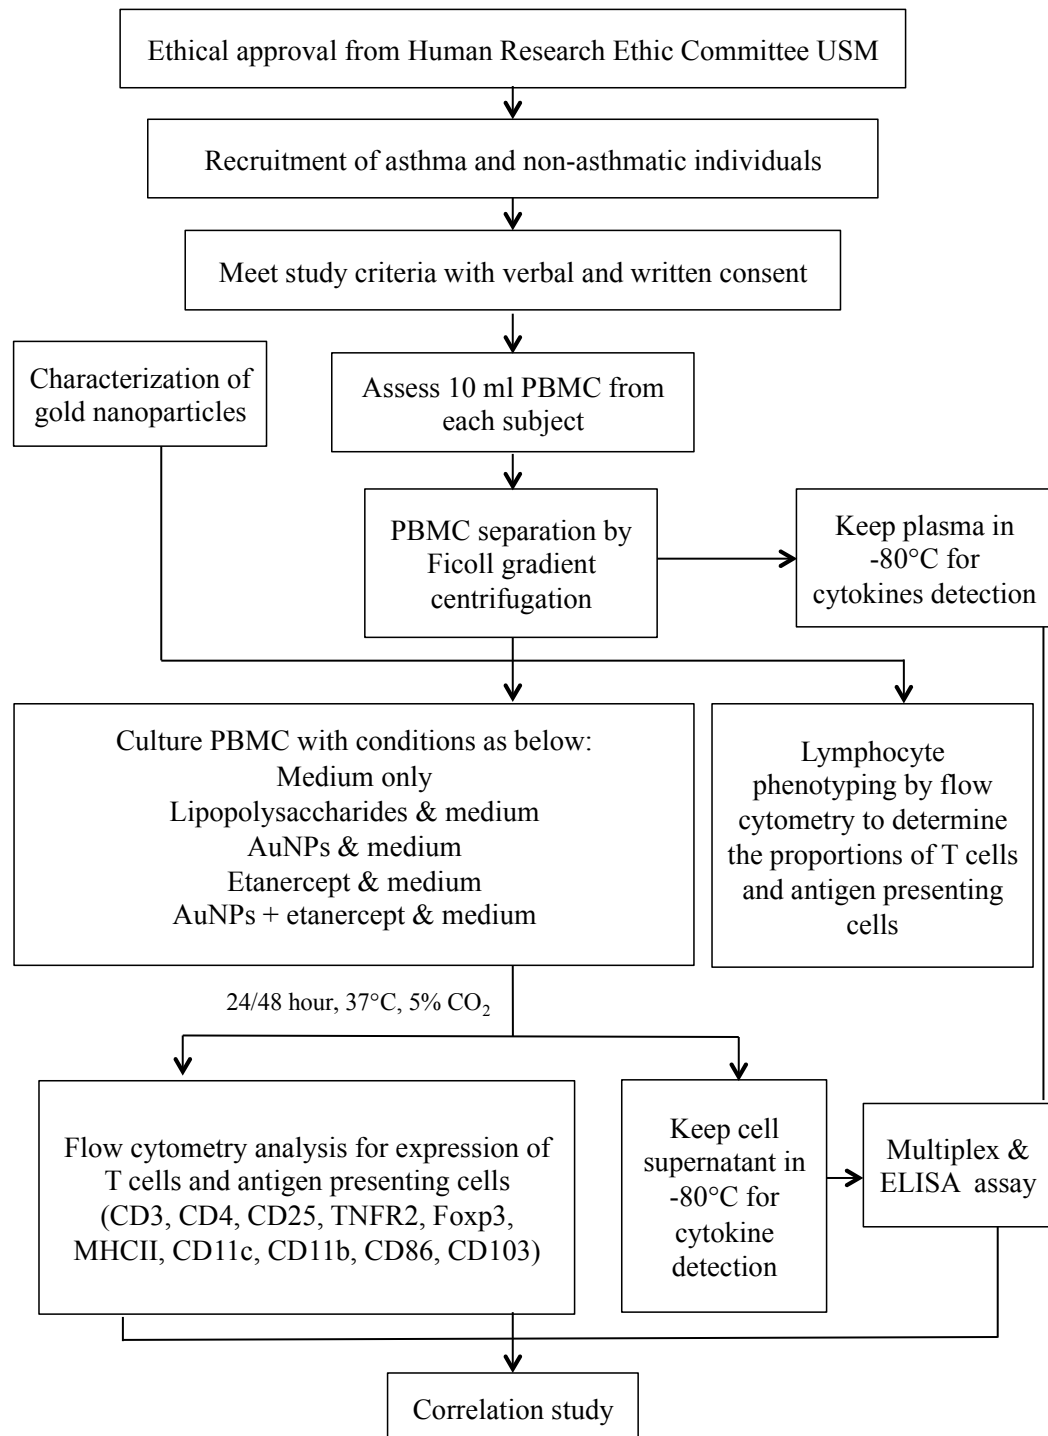 Ethical approval from Human Research Ethic Committee USM
Recruitment of asthma and non-asthmatic individuals
Meet study criteria with verbal and written consent
Characterization of
gold nanoparticles
Assess 10 ml PBMC from
each subject
PBMC separation by
Ficoll gradient
centrifugation
Keep plasma in
-80°C for
cytokines detection
Culture PBMC with conditions as below:
Medium only
Lipopolysaccharides & medium
AuNPs & medium
Etanercept & medium
AuNPs + etanercept & medium
Lymphocyte
phenotyping by flow
cytometry to determine
the proportions of T cells
and antigen presenting
cells
24/48 hour, 37°C, 5% CO₂
Flow cytometry analysis for expression of
T cells and antigen presenting cells
(CD3, CD4, CD25, TNFR2, Foxp3,
MHCII, CD11c, CD11b, CD86, CD103)
Keep cell
supernatant in
-80°C for
cytokine
detection
Multiplex &
ELISA assay
Correlation study